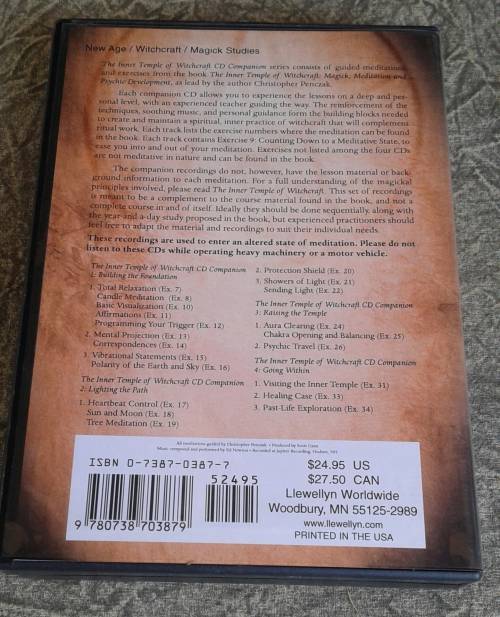 New Age / Witchcraft / Magick Studies
The Inner Temple of Witchcraft CD Companion series consists of guided meditations
and exercises from the book The Inner Temple of Witchcraft: Magick, Meditation and
Psychic Development, as lead by the author Christopher Penczak.
Each companion CD allows you to experience the lessons on a deep and per-
sonal level, with an experienced teacher guiding the way. The reinforcement of the
techniques, soothing music, and personal guidance form the building blocks needed
to create and maintain a spiritual, inner practice of witchcraft that will complement
ritual work. Each track lists the exercise numbers where the meditation can be found
in the book. Each track contains Exercise 9: Counting Down to a Meditative State, to
ease you into and out of your meditation. Exercises not listed among the four CDs
are not meditative in nature and can be found in the book.
The companion recordings do not, however, have the lesson material or back-
ground information to each meditation. For a full understanding of the magickal
principles involved, please read The Inner Temple of Witchcraft. This set of recordings
is meant to be a complement to the course material found in the book, and not a
complete course in and of itself. Ideally they should be done sequentially, along with
the year-and-a-day study proposed in the book, but experienced practitioners should
feel free to adapt the material and recordings to suit their individual needs.
These recordings are used to enter an altered state of meditation. Please do not
listen to these CDs while operating heavy machinery or a motor vehicle.
The Inner Temple of Witchcraft CD Companion
1: Building the Foundation
1. Total Relaxation (Ex. 7)
Candle Meditation (Ex. 8)
Basic Visualization (Ex. 10)
Affirmations (Ex. 11)
Programming Your Trigger (Ex. 12)
2. Mental Projection (Ex. 13)
Correspondences (Ex. 14)
3. Vibrational Statements (Ex. 15)
Polarity of the Earth and Sky (Ex. 16)
The Inner Temple of Witchcraft CD Companion
2: Lighting the Path
1. Heartbeat Control (Ex. 17)
Sun and Moon (Ex. 18)
Tree Meditation (Ex. 19)
2. Protection Shield (Ex. 20)
3. Showers of Light (Ex. 21)
Sending Light (Ex. 22)
The Inner Temple of Witchcraft CD Companion
3: Raising the Temple
1. Aura Clearing (Ex. 24)
Chakra Opening and Balancing (Ex. 25)
2. Psychic Travel (Ex. 26)
The Inner Temple of Witchcraft CD Companion
4: Going Within
1. Visiting the Inner Temple (Ex. 31)
2. Healing Case (Ex. 33)
3. Past-Life Exploration (Ex. 34)
All meditations guided by Christopher Penczak • Produced by
Music composed and performed by • Recorded at Jupiter Recording, Hudson, NH
ISBN 0-7387-0387-7
52495
9 780738 703879
$24.95 US
$27.50 CAN
Llewellyn Worldwide
Woodbury, MN 55125-2989
www.llewellyn.com
PRINTED IN THE USA